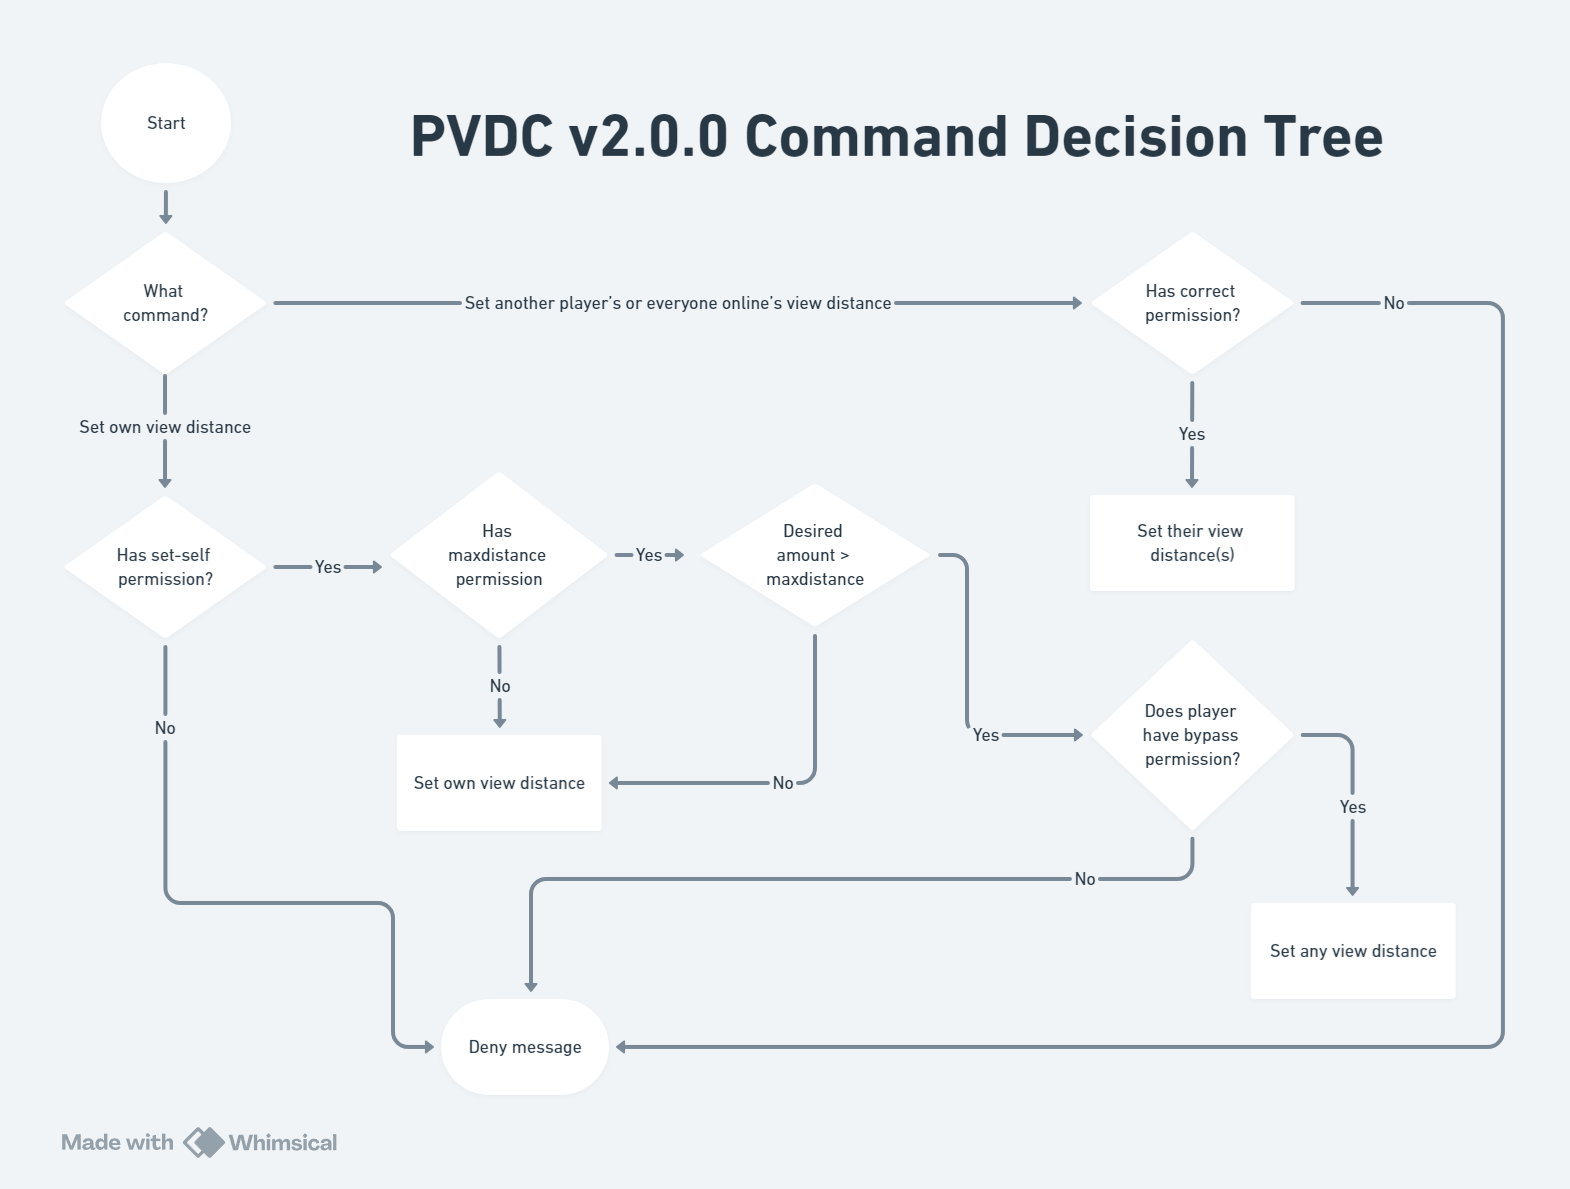 Start
PVDC v2.0.0 Command Decision Tree
What
command?
Set another player's or everyone online's view distance
Has correct
permission?
No
Set own view distance
Yes
Has set-self
permission?
Yes
Has
maxdistance
permission
Yes
Desired
amount >
maxdistance
Set their view
distance(s)
No
No
Set own view distance
No
Yes
Does player
have bypass
permission?
Yes
No
Set any view distance
Deny message
Made with Whimsical